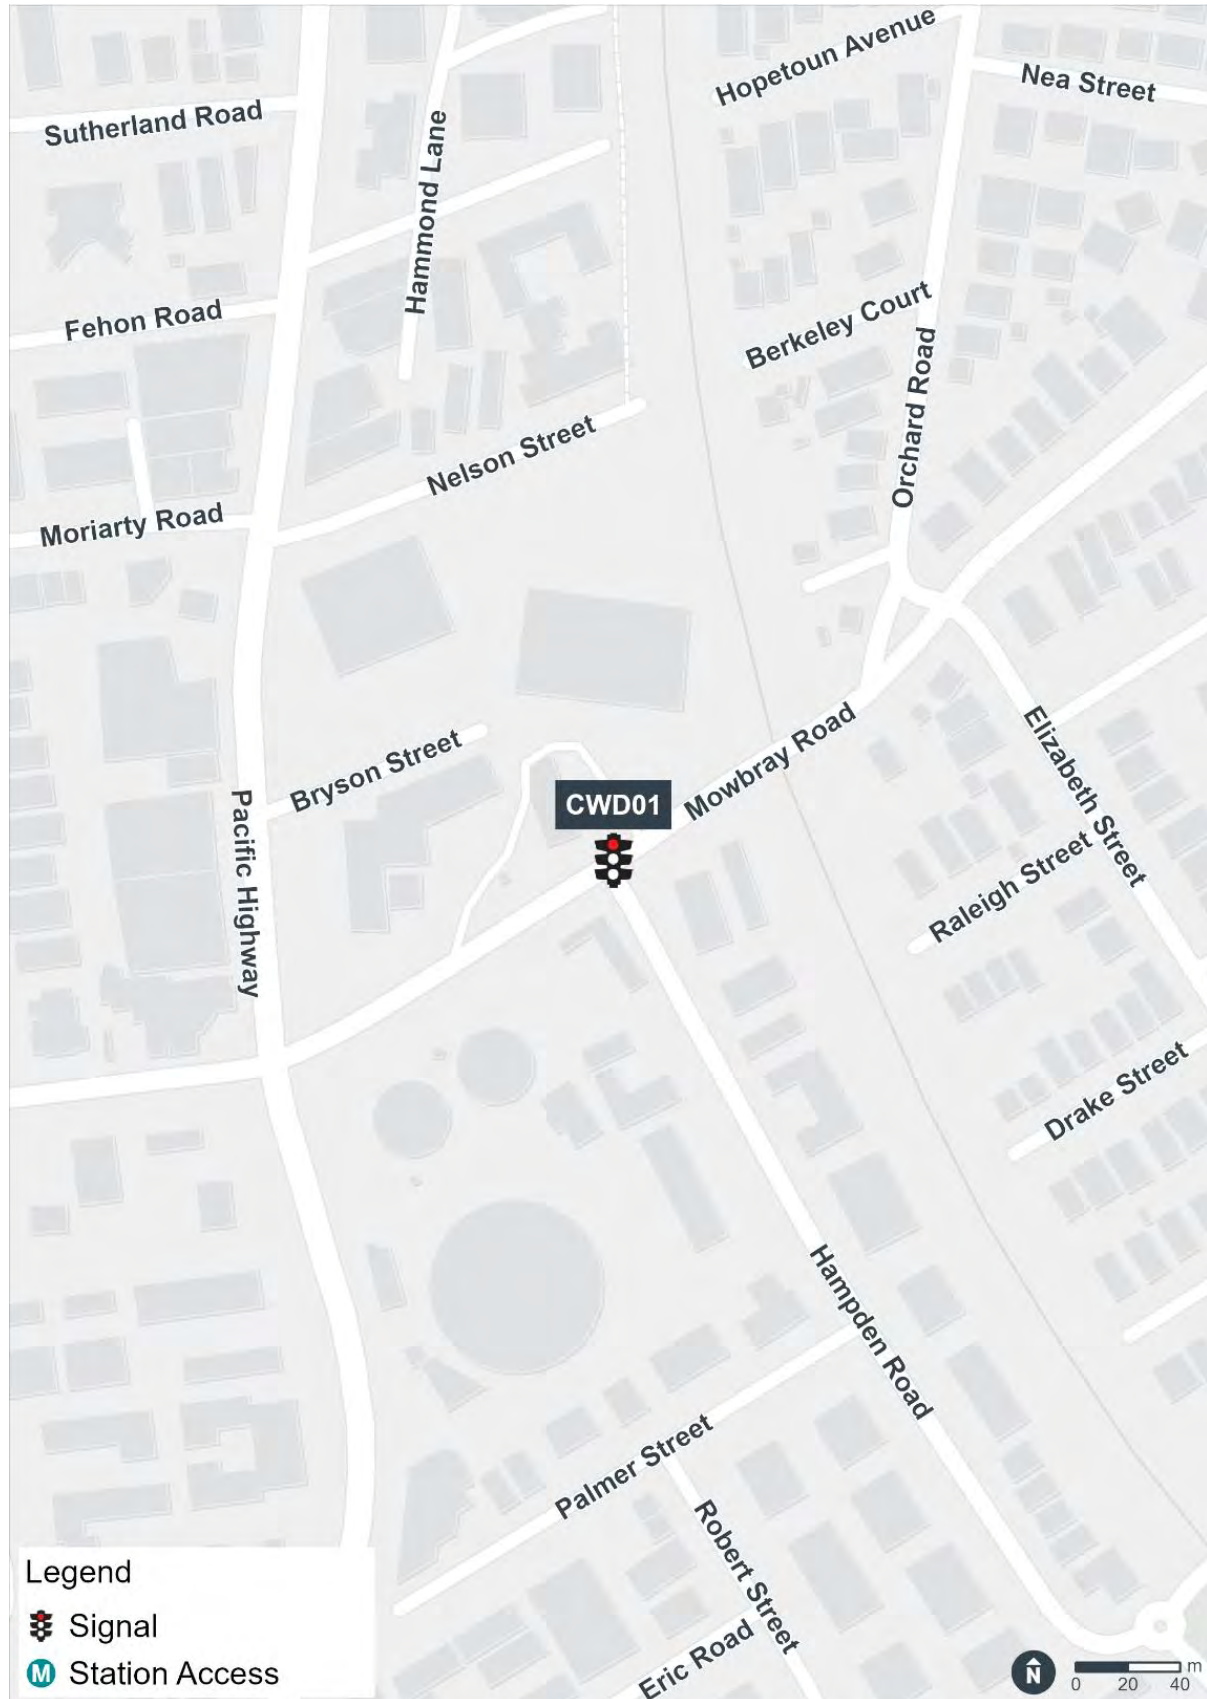 Hopetoun Avenue
Nea Street
Sutherland Road
Hammond Lane
Fehon Road
Berkeley Court
Orchard Road
Nelson Street
Moriarty Road
Bryson Street
Mowbray Road
Elizabeth Street
CWD01
Pacific Highway
Raleigh Street
Drake Street
Hampden Road
Palmer Street
Robert Street
Eric Road
Legend
Signal
M Station Access
N
m
0 20 40